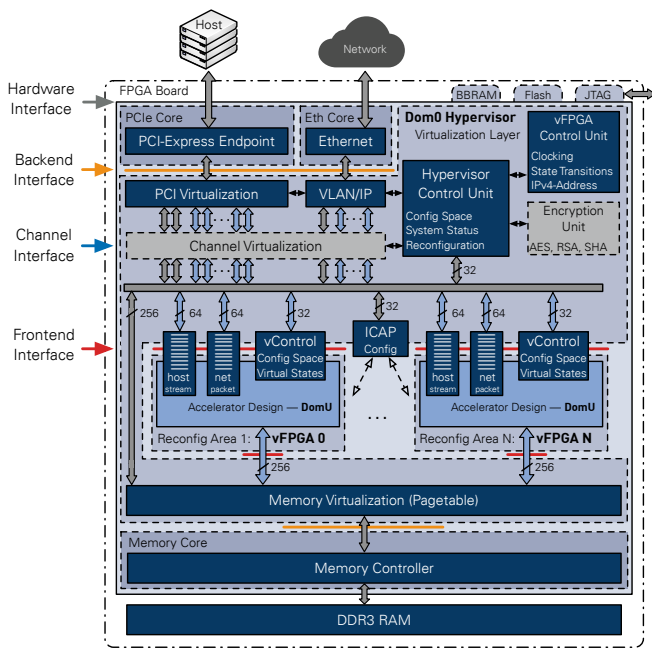 Host
Network
Hardware
Interface
FPGA Board
BBRAM
Flash
JTAG
PCIe Core
Eth Core
Dom0 Hypervisor
Virtualization Layer
PCI-Express Endpoint
Ethernet
vFPGA
Control Unit
Clocking
State Transitions
IPv4-Address
Backend
Interface
PCI Virtualization
VLAN/IP
Hypervisor
Control Unit
Config Space
System Status
Reconfiguration
Encryption
Unit
AES, RSA, SHA
Channel
Interface
Channel Virtualization
32
256
64
64
32
32
64
64
32
Frontend
Interface
host
stream
net
packet
vControl
Config Space
Virtual States
ICAP
Config
host
stream
net
packet
vControl
Config Space
Virtual States
Accelerator Design — DomU
...
Accelerator Design — DomU
Reconfig Area 1: vFPGA 0
...
Reconfig Area N: vFPGA N
256
256
Memory Virtualization (Pagetable)
Memory Core
Memory Controller
DDR3 RAM